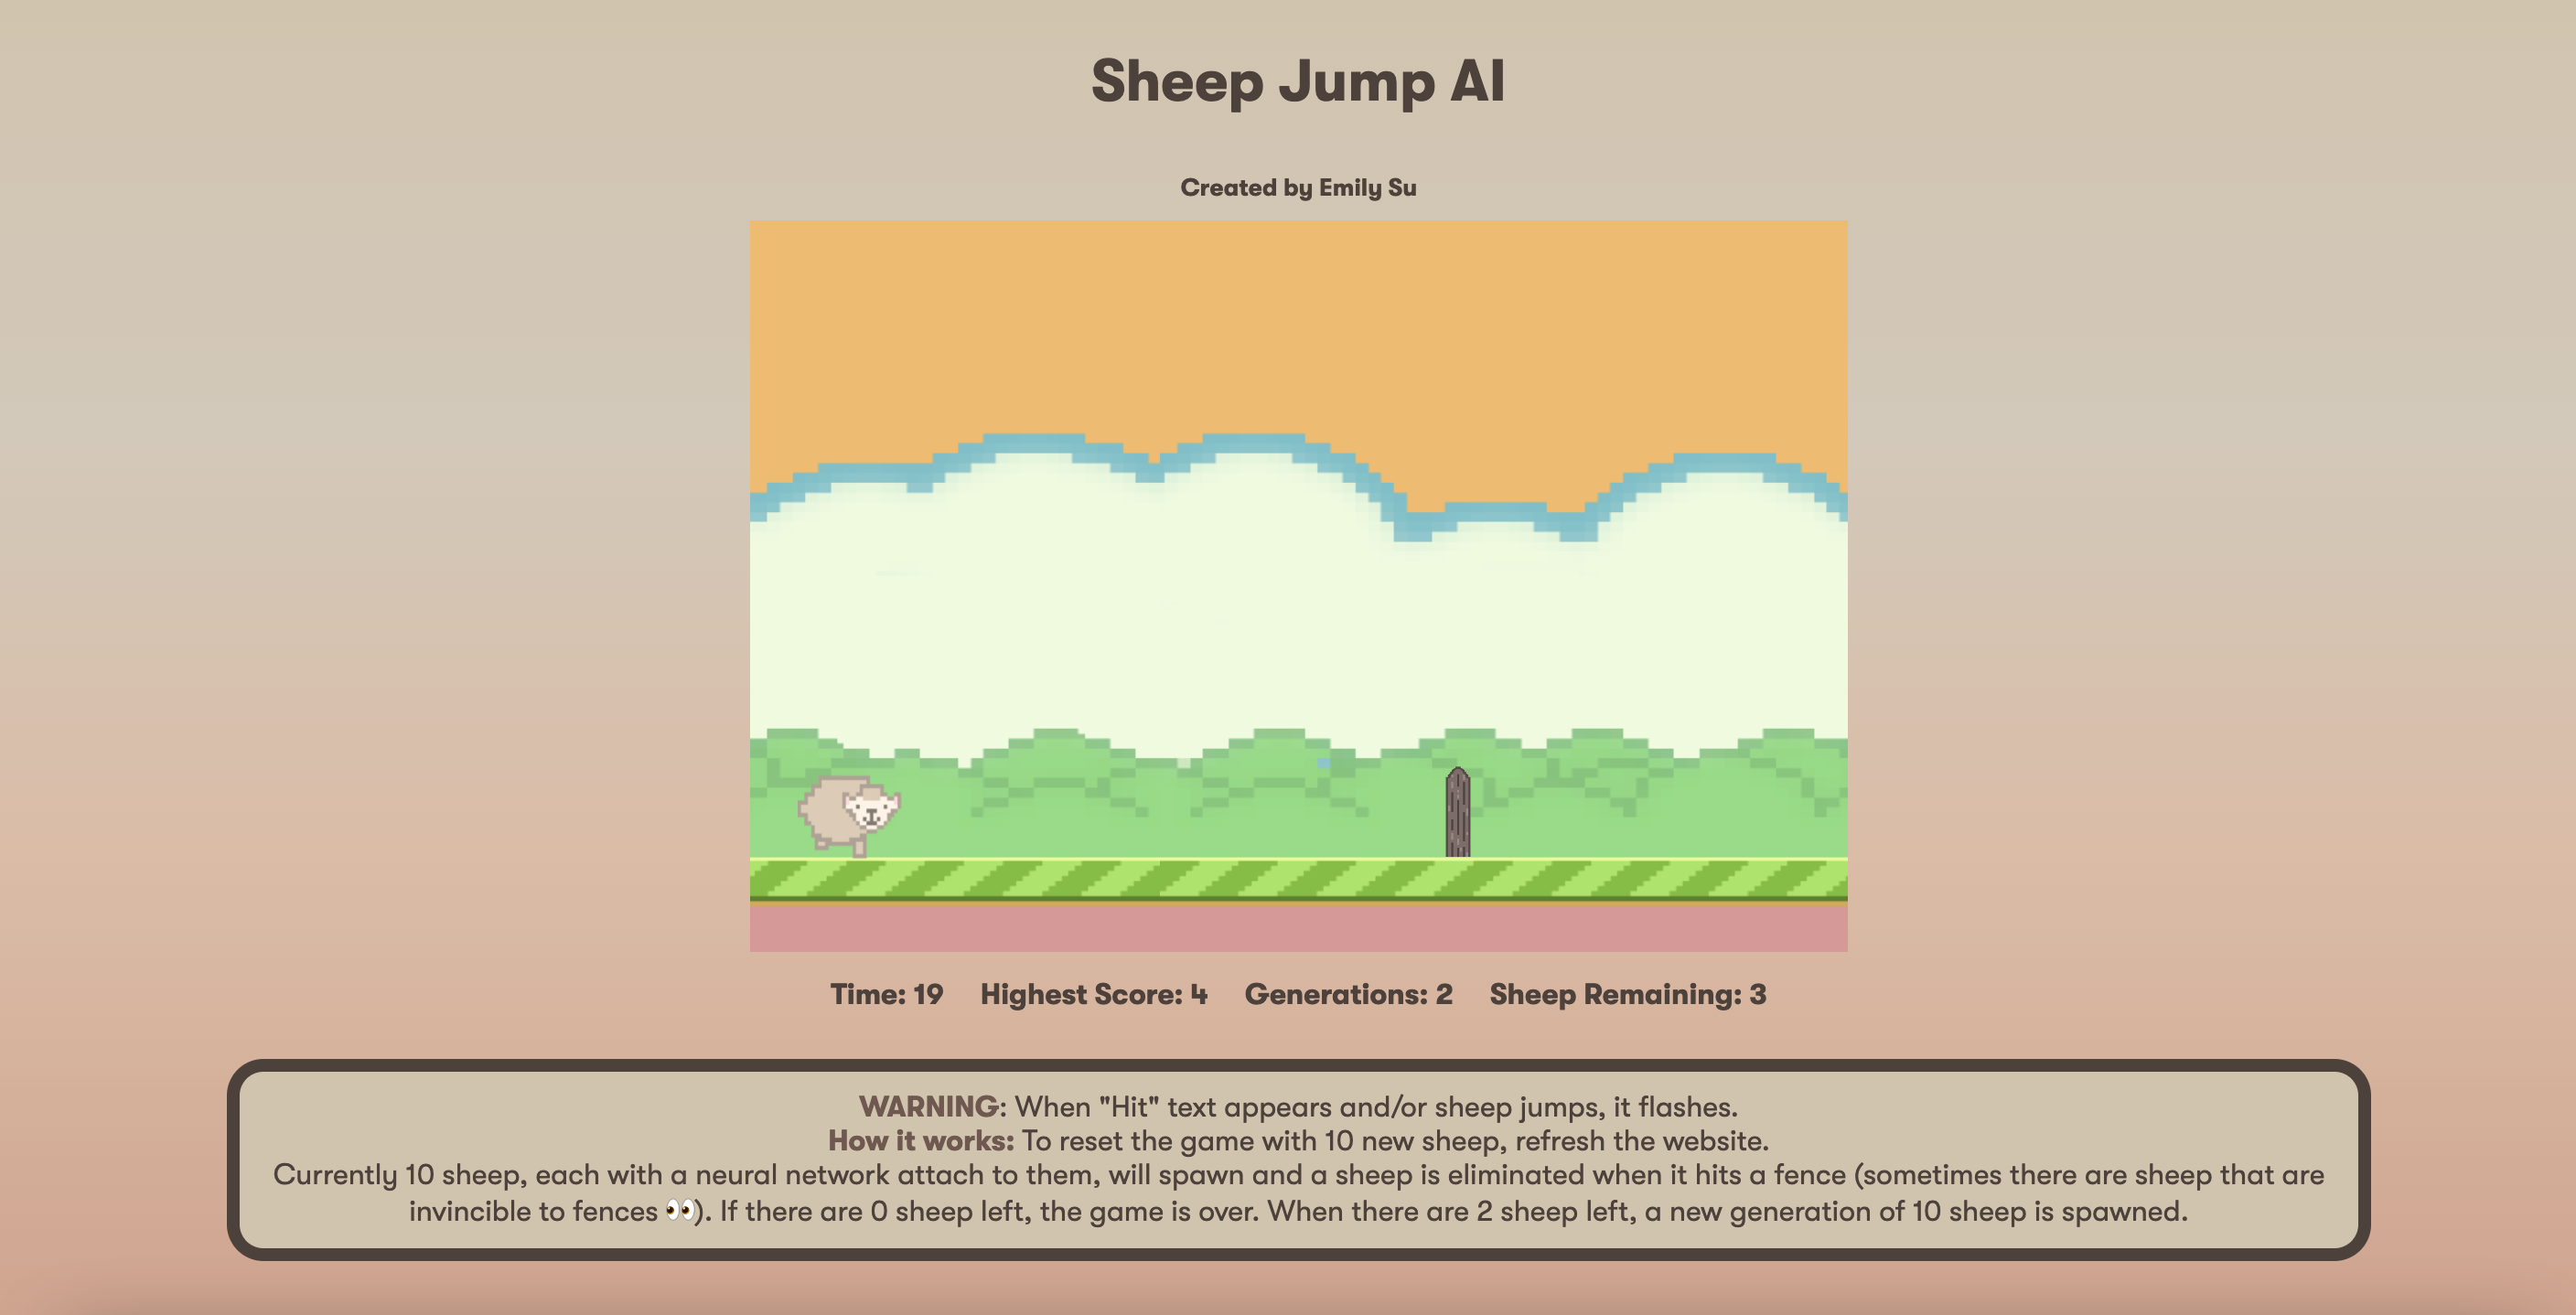 Sheep Jump AI
Created by Emily Su
Time: 19 Highest Score: 4 Generations: 2 Sheep Remaining: 3
WARNING: When "Hit" text appears and/or sheep jumps, it flashes.
How it works: To reset the game with 10 new sheep, refresh the website.
Currently 10 sheep, each with a neural network attach to them, will spawn and a sheep is eliminated when it hits a fence (sometimes there are sheep that are
invincible to fences 👀). If there are 0 sheep left, the game is over. When there are 2 sheep left, a new generation of 10 sheep is spawned.